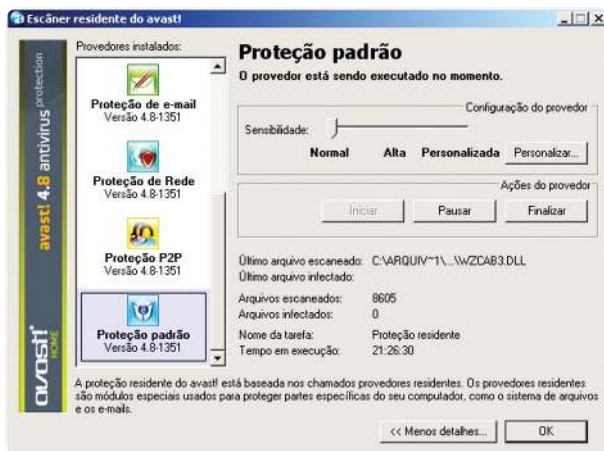 Escâner residente do avast!
avast! 4.8 antivirus protection
avast!
HOME
Provedores instalados:
Proteção de e-mail
Versão 4.8-1351
Proteção de Rede
Versão 4.8-1351
Proteção P2P
Versão 4.8-1351
Proteção padrão
Versão 4.8-1351
Proteção padrão
O provedor está sendo executado no momento.
Configuração do provedor
Sensibilidade:
Normal Alta Personalizada Personalizar...
Ações do provedor
Iniciar Pausar Finalizar
Último arquivo escaneado: C:\ARQUIV~1\...\WZCAB3.DLL
Último arquivo infectado:
Arquivos escaneados: 8605
Arquivos infectados: 0
Nome da tarefa: Proteção residente
Tempo em execução: 21:26:30
A proteção residente do avast! está baseada nos chamados provedores residentes. Os provedores residentes
são módulos especiais usados para proteger partes específicas do seu computador, como o sistema de arquivos
e os e-mails.
<< Menos detalhes... OK